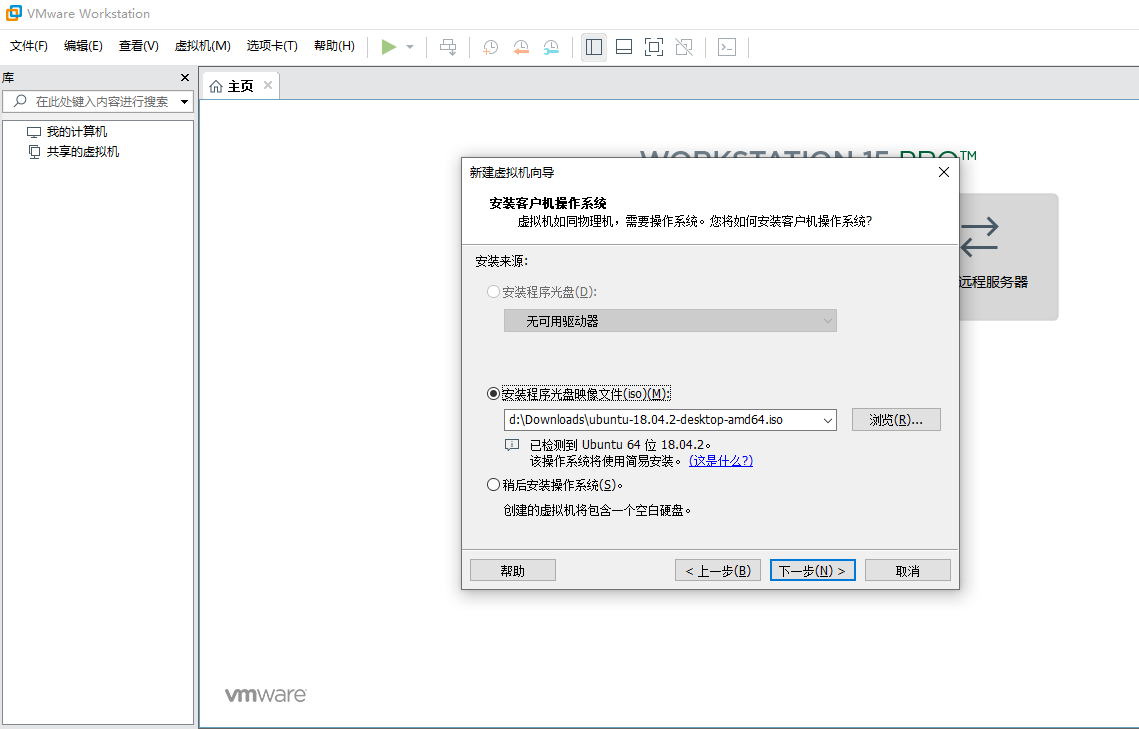 VMware Workstation
文件(F) 编辑(E) 查看(V) 虚拟机(M) 选项卡(T) 帮助(H)
库
在此处键入内容进行搜索
我的计算机
共享的虚拟机
主页
WORKSTATION 15 PRO™
新建虚拟机向导
安装客户机操作系统
虚拟机如同物理机，需要操作系统。您将如何安装客户机操作系统?
安装来源:
安装程序光盘(D):
无可用驱动器
安装程序光盘映像文件(iso)(M):
d:\Downloads\ubuntu-18.04.2-desktop-amd64.iso
浏览(R)...
已检测到 Ubuntu 64 位 18.04.2。
该操作系统将使用简易安装。 (这是什么?)
稍后安装操作系统(S)。
创建的虚拟机将包含一个空白硬盘。
帮助
< 上一步(B)
下一步(N) >
取消
远程服务器
vmware